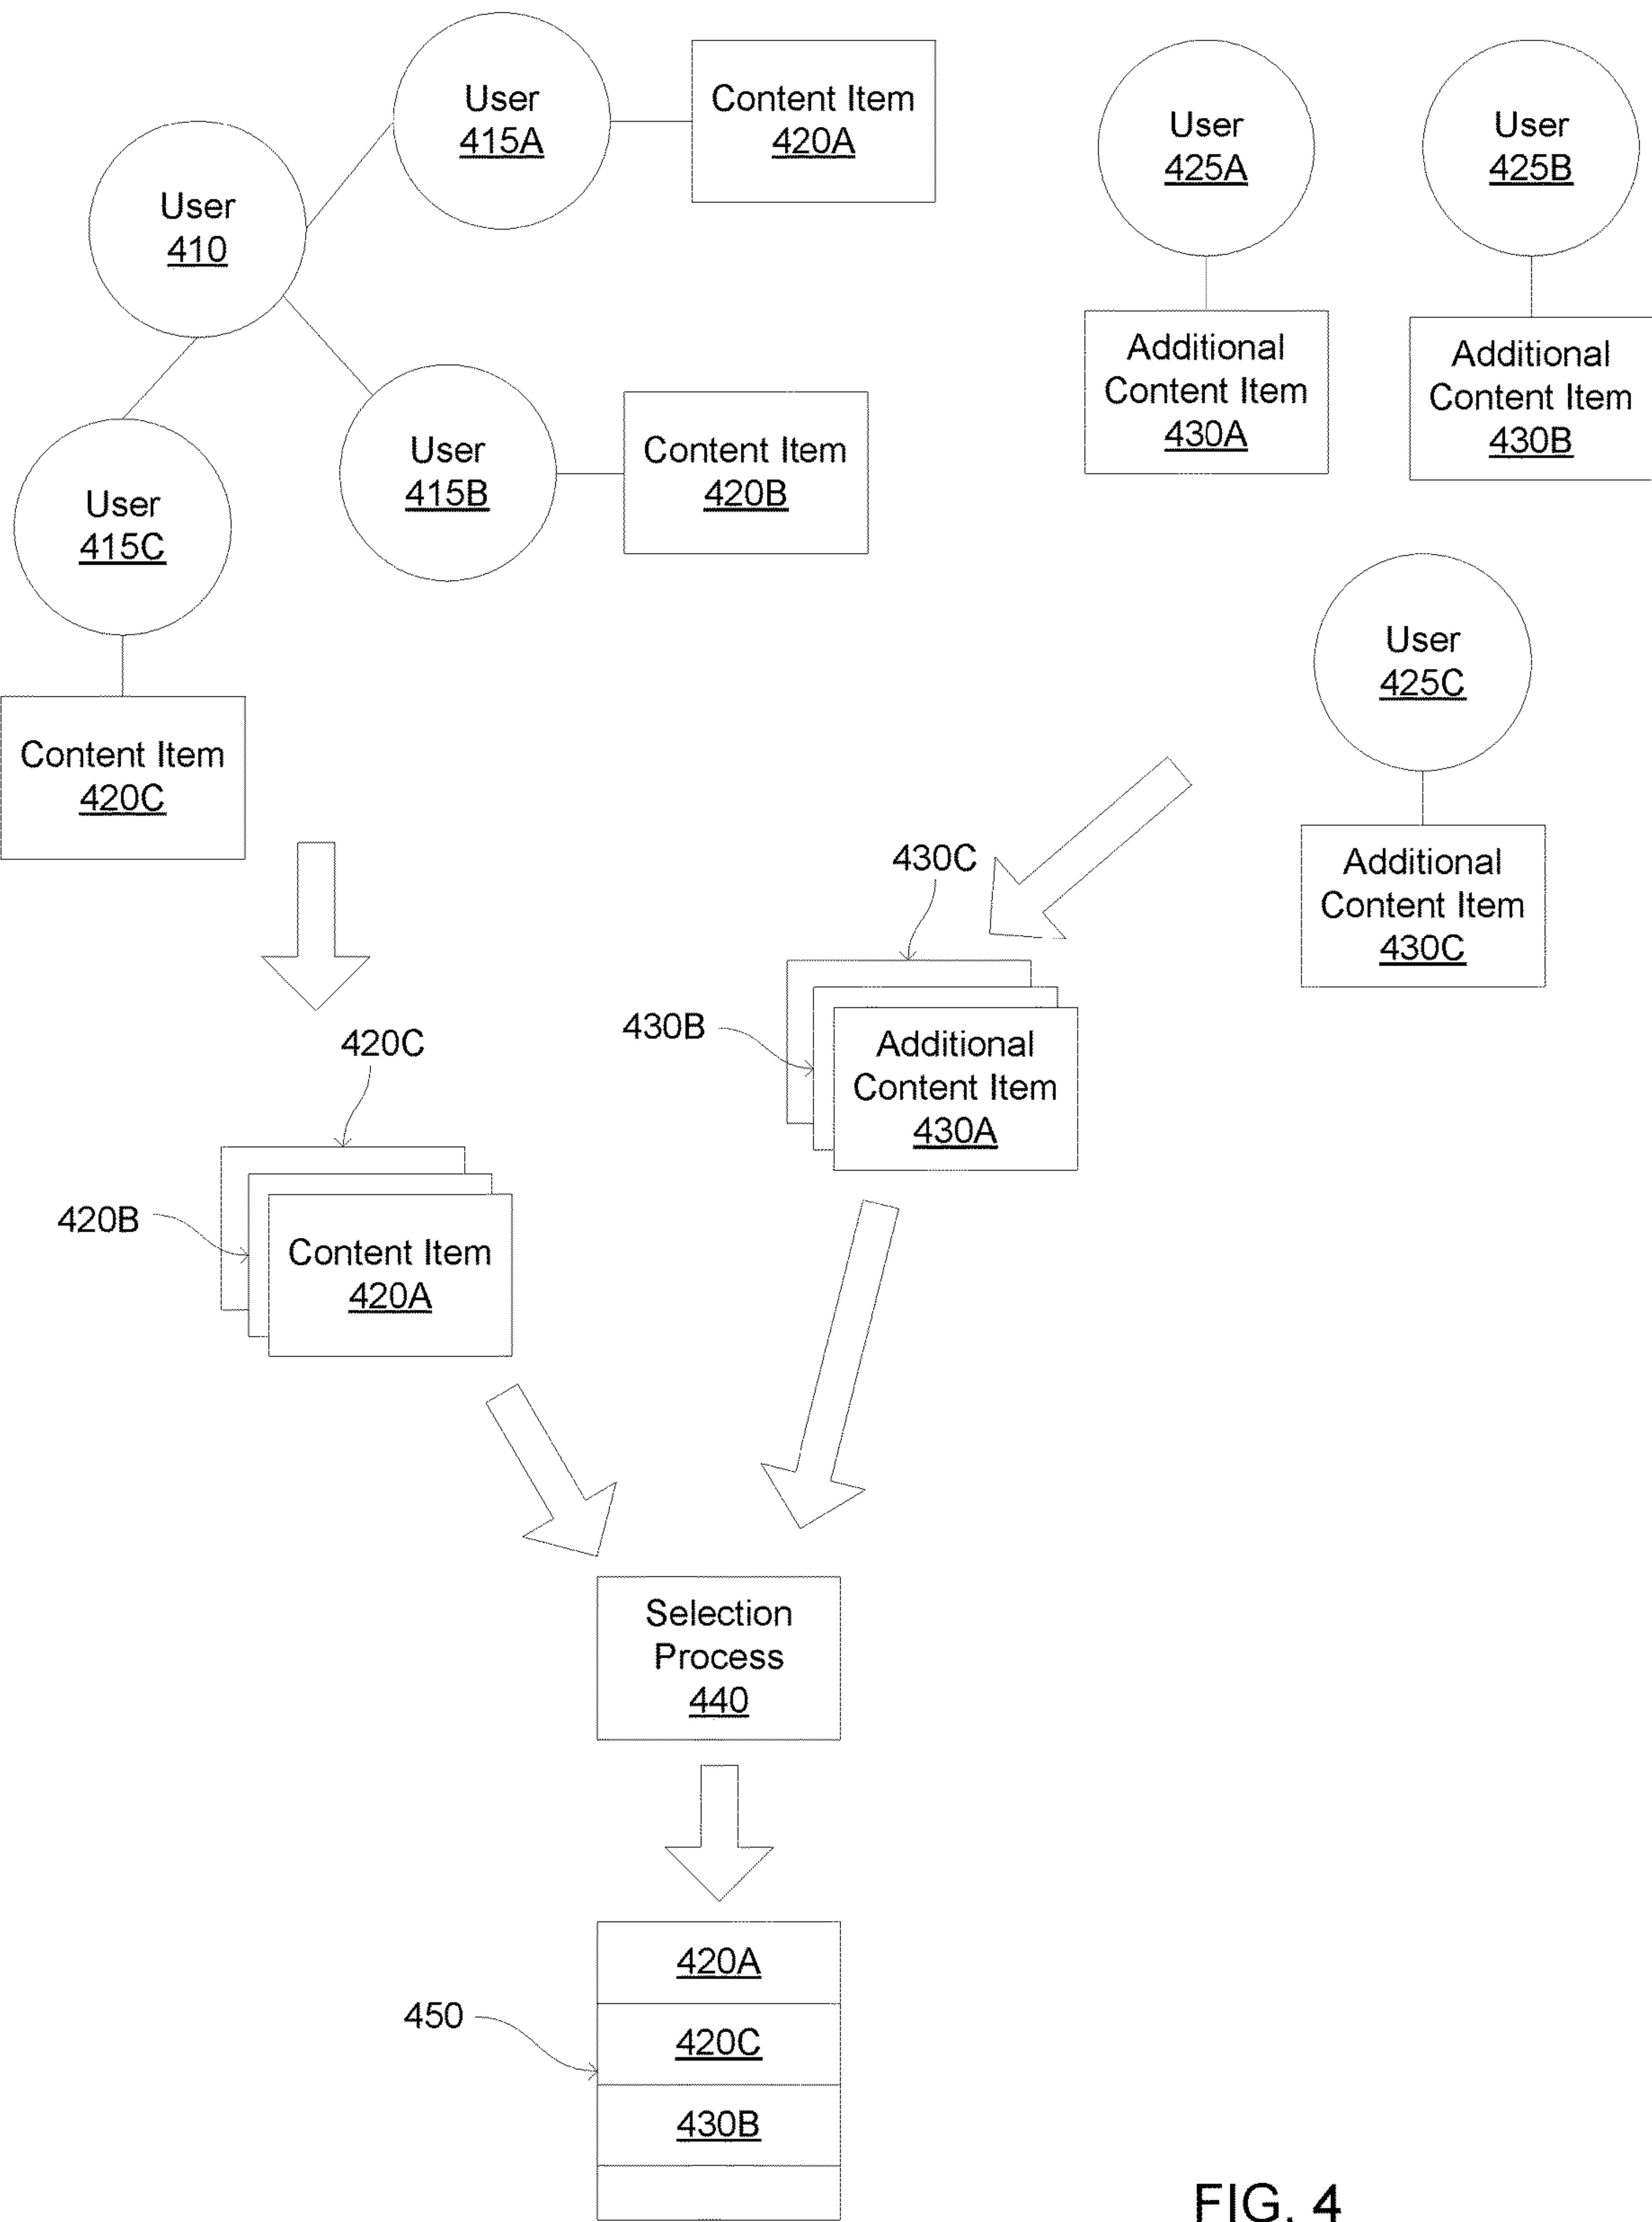 User
415A
Content Item
420A
User
425A
User
425B
User
410
Additional
Content Item
430A
Additional
Content Item
430B
User
415B
Content Item
420B
User
415C
User
425C
Content Item
420C
Additional
Content Item
430C
430C
430B
Additional
Content Item
430A
420C
420B
Content Item
420A
Selection
Process
440
420A
450
420C
430B
FIG. 4